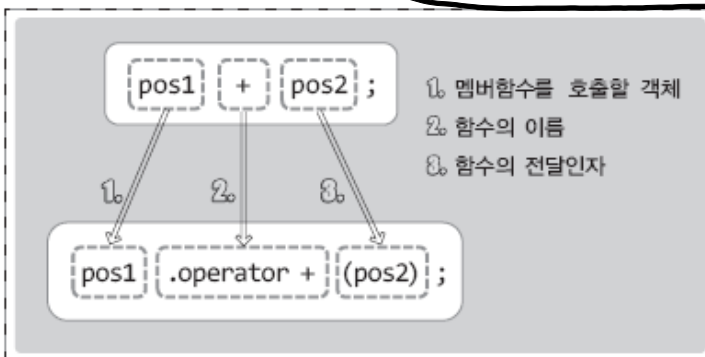 pos1 + pos2 ;
1. 멤버함수를 호출할 객체
2. 함수의 이름
3. 함수의 전달인자
1. 2. 3.
pos1 .operator + (pos2) ;